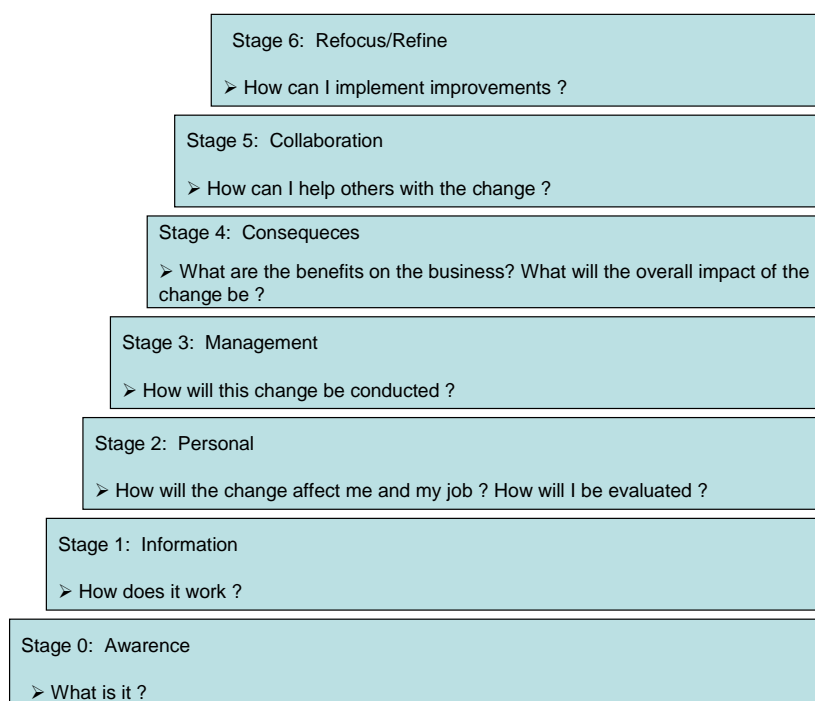 Stage 6:  Refocus/Refine
➢ How can I implement improvements ?
Stage 5:  Collaboration
➢ How can I help others with the change ?
Stage 4:  Consequeces
➢ What are the benefits on the business? What will the overall impact of the
change be ?
Stage 3:  Management
➢ How will this change be conducted ?
Stage 2:  Personal
➢ How will the change affect me and my job ? How will I be evaluated ?
Stage 1:  Information
➢ How does it work ?
Stage 0:  Awarence
➢ What is it ?